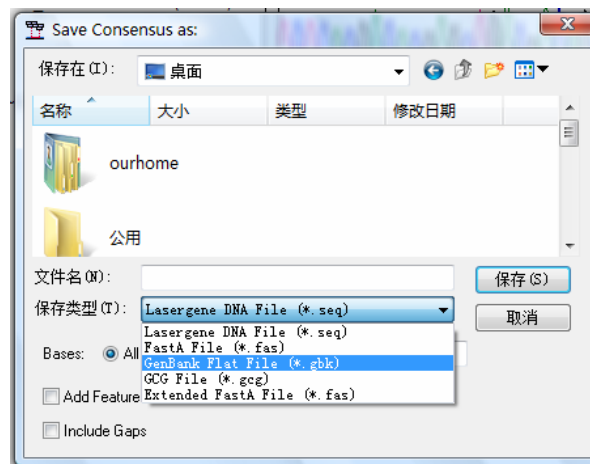 Save Consensus as:
保存在(I): 桌面
名称 大小 类型 修改日期
ourhome
公用
文件名(N): 保存(S)
保存类型(T): Lasergene DNA File (*.seq) 取消
Lasergene DNA File (*.seq)
Bases: All FastA File (*.fas)
GenBank Flat File (*.gbk)
GCG File (*.gcg)
Add Feature Extended FastA File (*.fas)
Include Gaps